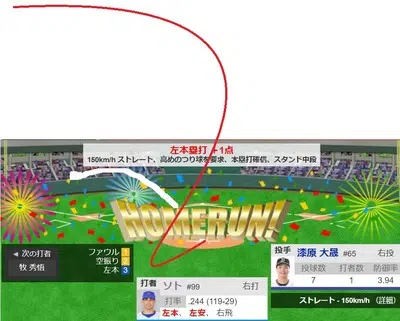 左本塁打 +1点
150km/h ストレート、高めのつり球を要求、本塁打確信、スタンド中段
HOMERUN!
◀ 次の打者
牧 秀悟
ファウル 1
空振り 2
左本 3
打者 ソト #99 右打
打率 .244 (119-29)
左本、左安、右飛
投手 漆原 大晟 #65 右投
投球数 打者数 防御率
7 1 3.94
ストレート - 150km/h (詳細)